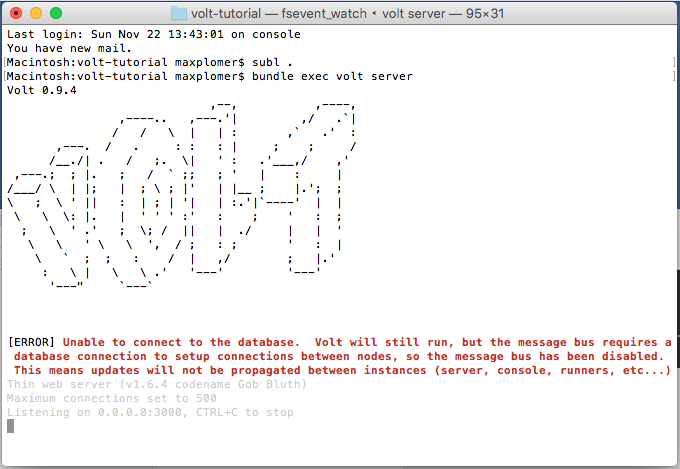 volt-tutorial — fsevent_watch ◂ volt server — 95×31
Last login: Sun Nov 22 13:43:01 on console
You have new mail.
[Macintosh:volt-tutorial maxplomer$ subl . ]
[Macintosh:volt-tutorial maxplomer$ bundle exec volt server ]
Volt 0.9.4
[ERROR] Unable to connect to the database.  Volt will still run, but the message bus requires a
database connection to setup connections between nodes, so the message bus has been disabled.
This means updates will not be propagated between instances (server, console, runners, etc...)
Thin web server (v1.6.4 codename Gob Bluth)
Maximum connections set to 500
Listening on 0.0.0.0:3000, CTRL+C to stop